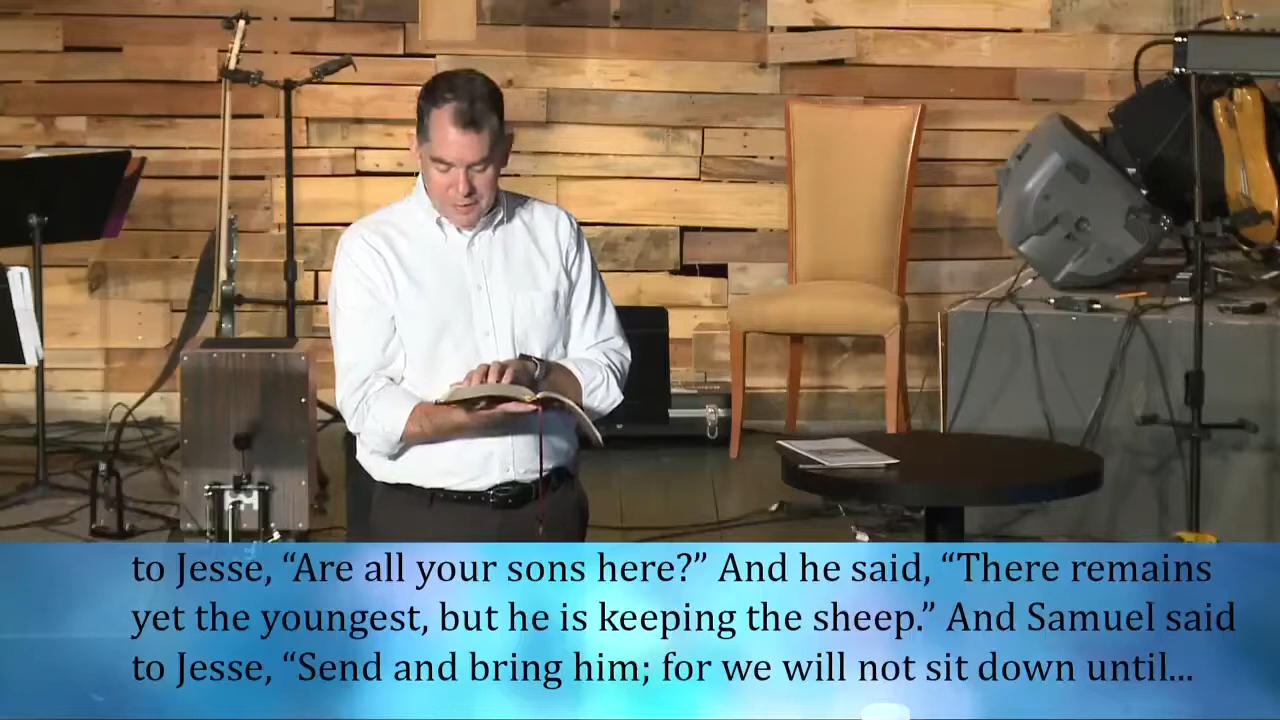 to Jesse, “Are all your sons here?” And he said, “There remains
yet the youngest, but he is keeping the sheep.” And Samuel said
to Jesse, “Send and bring him; for we will not sit down until...